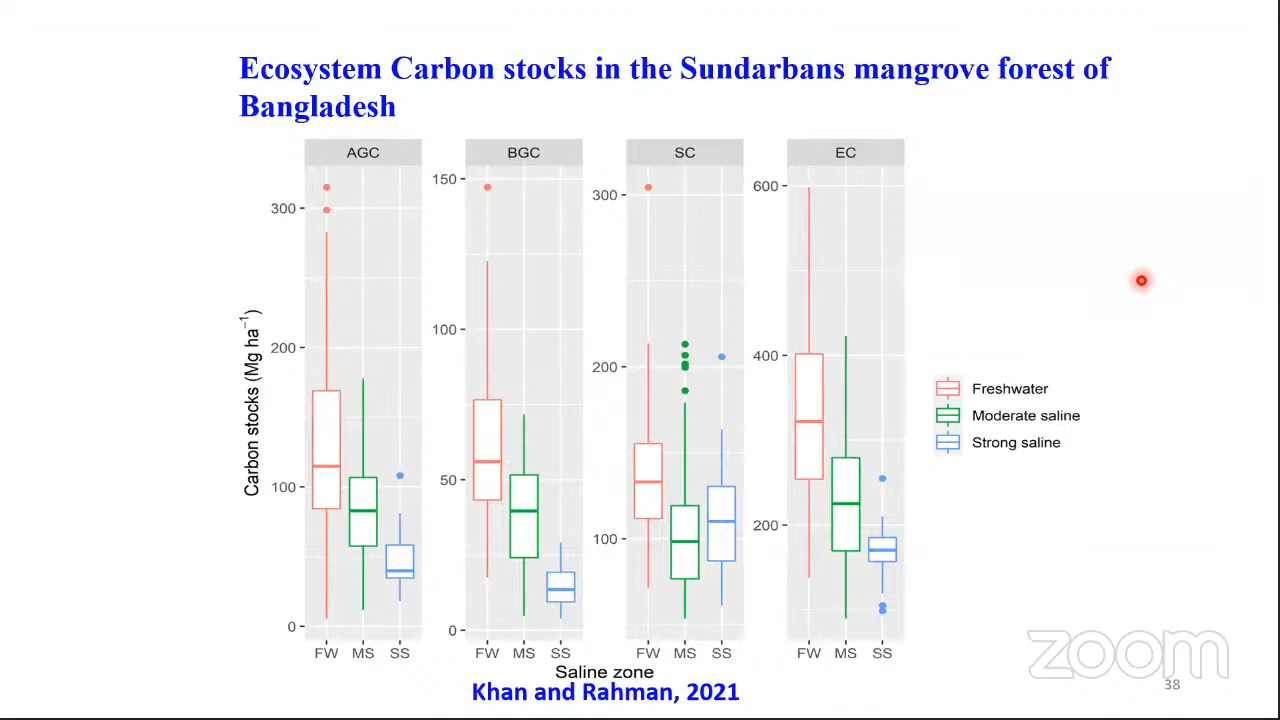 Ecosystem Carbon stocks in the Sundarbans mangrove forest of
Bangladesh
AGC
BGC
SC
EC
Carbon stocks (Mg ha⁻¹)
300
200
100
0
150
100
50
0
300
200
100
600
400
200
FW MS SS
FW MS SS
FW MS SS
FW MS SS
Saline zone
Freshwater
Moderate saline
Strong saline
Khan and Rahman, 2021
zoom
38